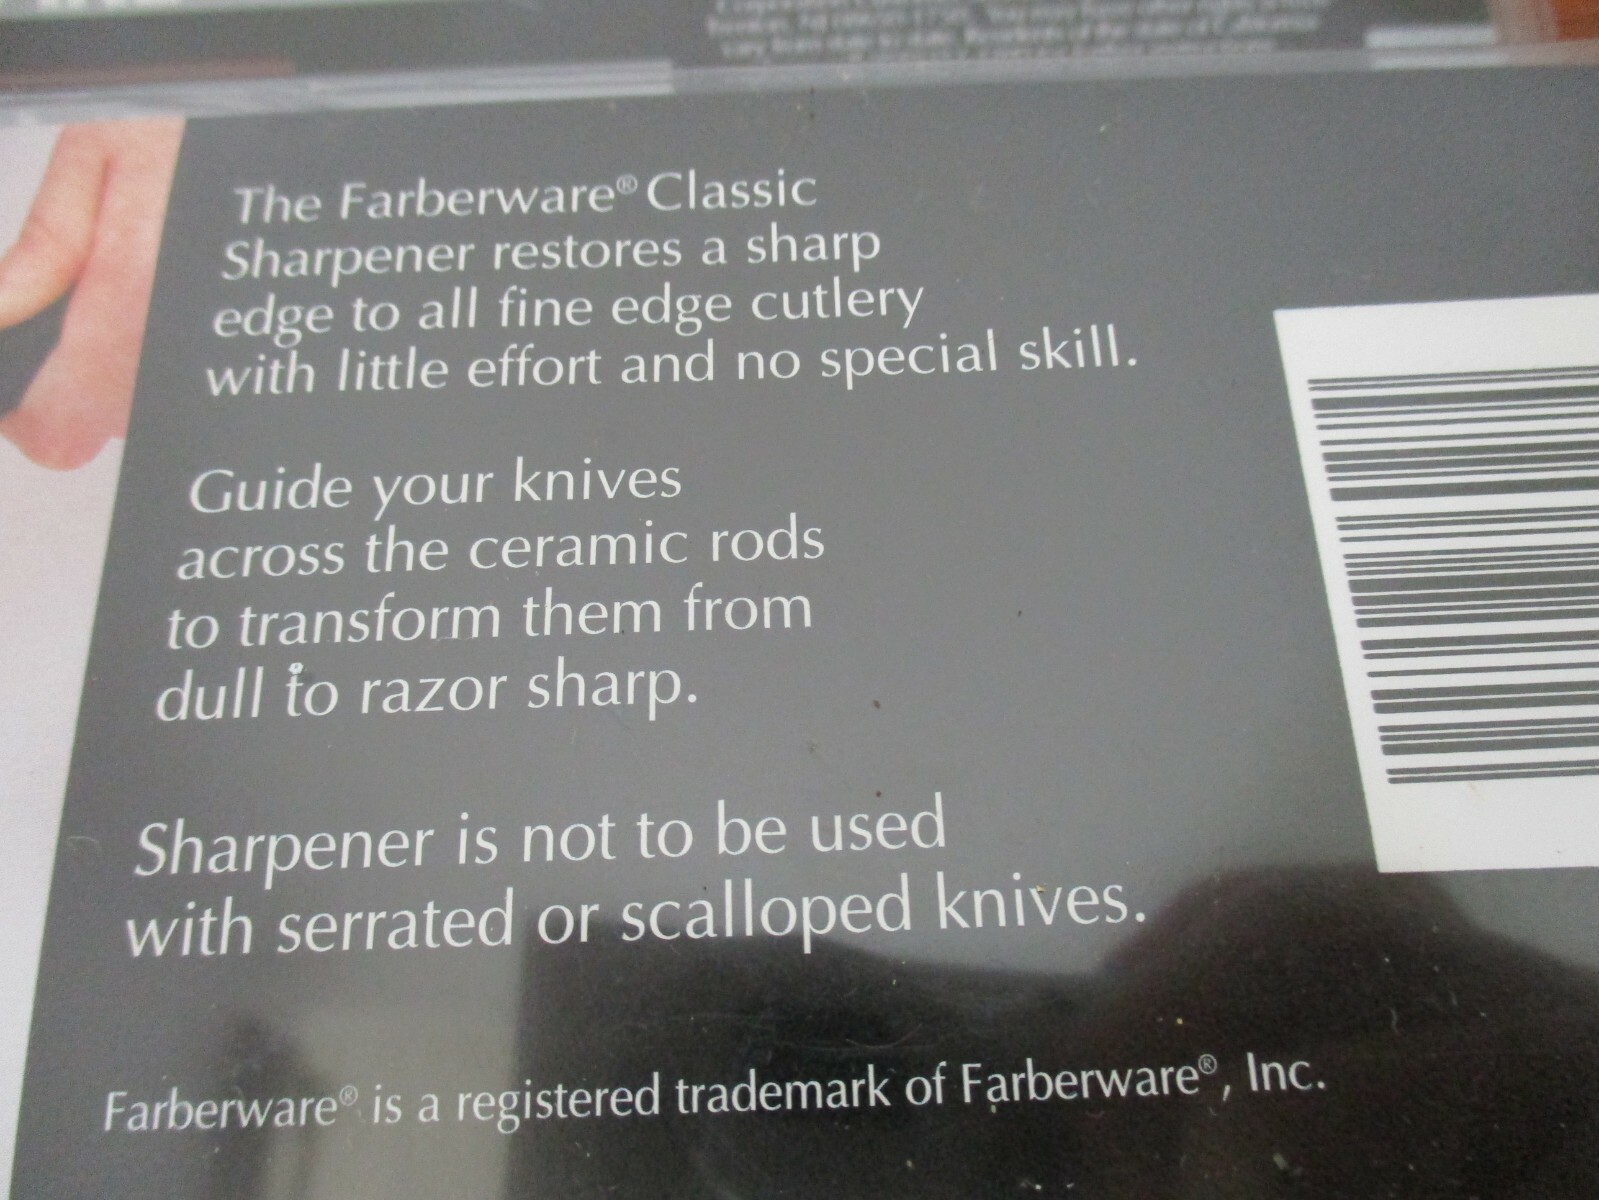 The Farberware® Classic
Sharpener restores a sharp
edge to all fine edge cutlery
with little effort and no special skill.
Guide your knives
across the ceramic rods
to transform them from
dull to razor sharp.
Sharpener is not to be used
with serrated or scalloped knives.
Farberware® is a registered trademark of Farberware®, Inc.